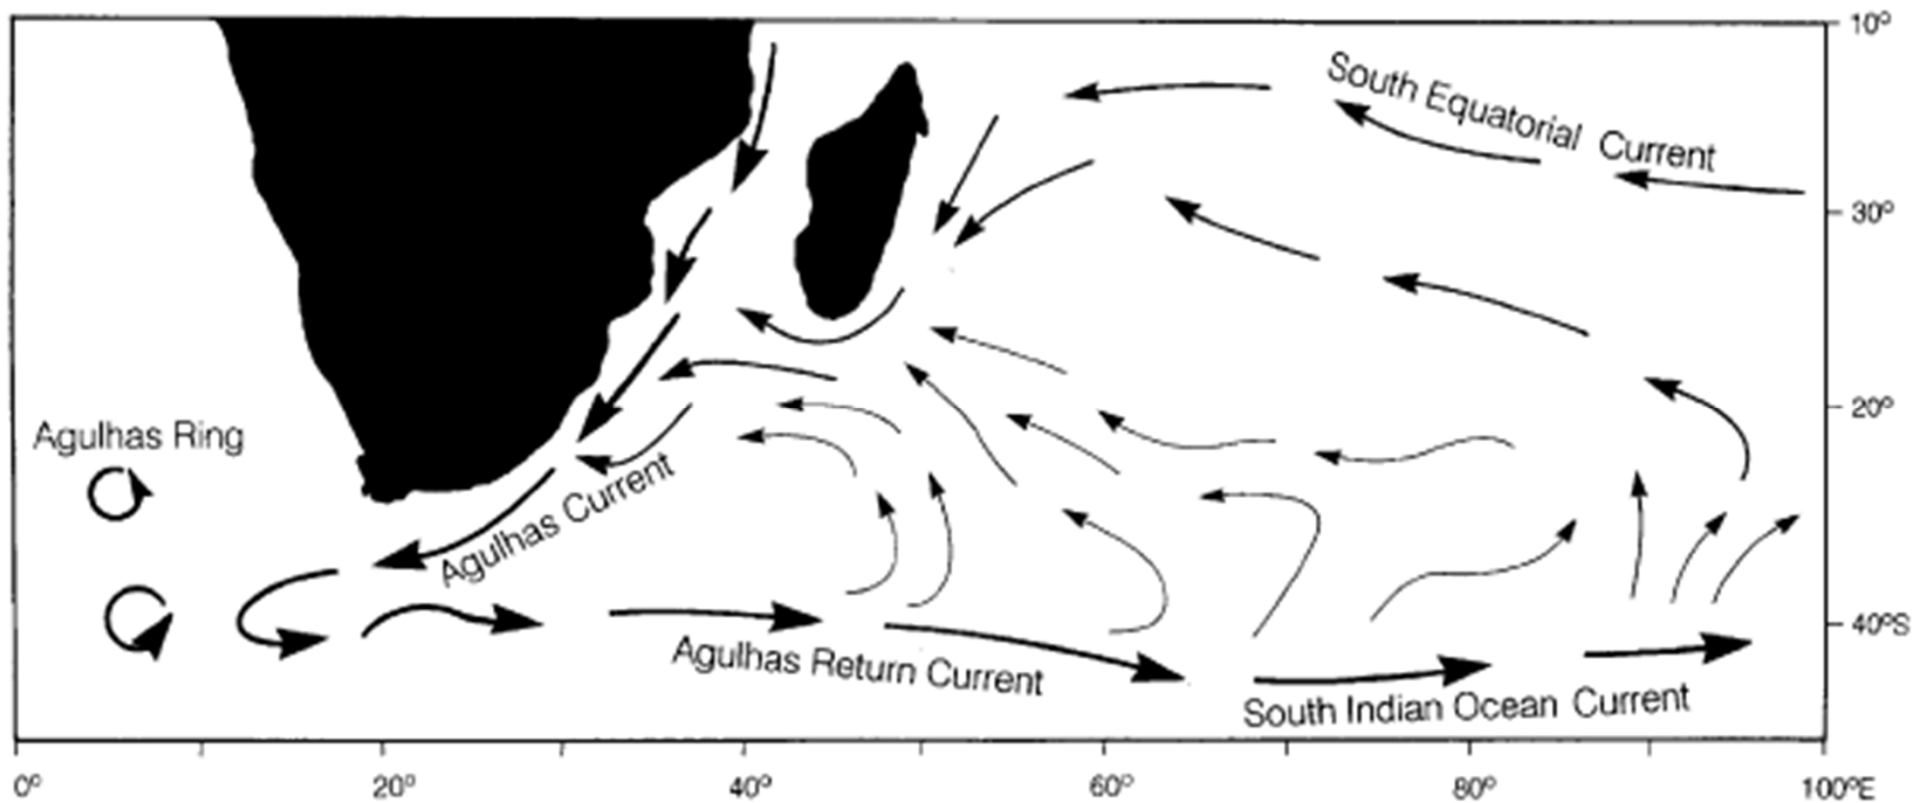 10°
South Equatorial Current
30°
20°
Agulhas Ring
Agulhas Current
40°S
Agulhas Return Current
South Indian Ocean Current
0° 20° 40° 60° 80° 100°E